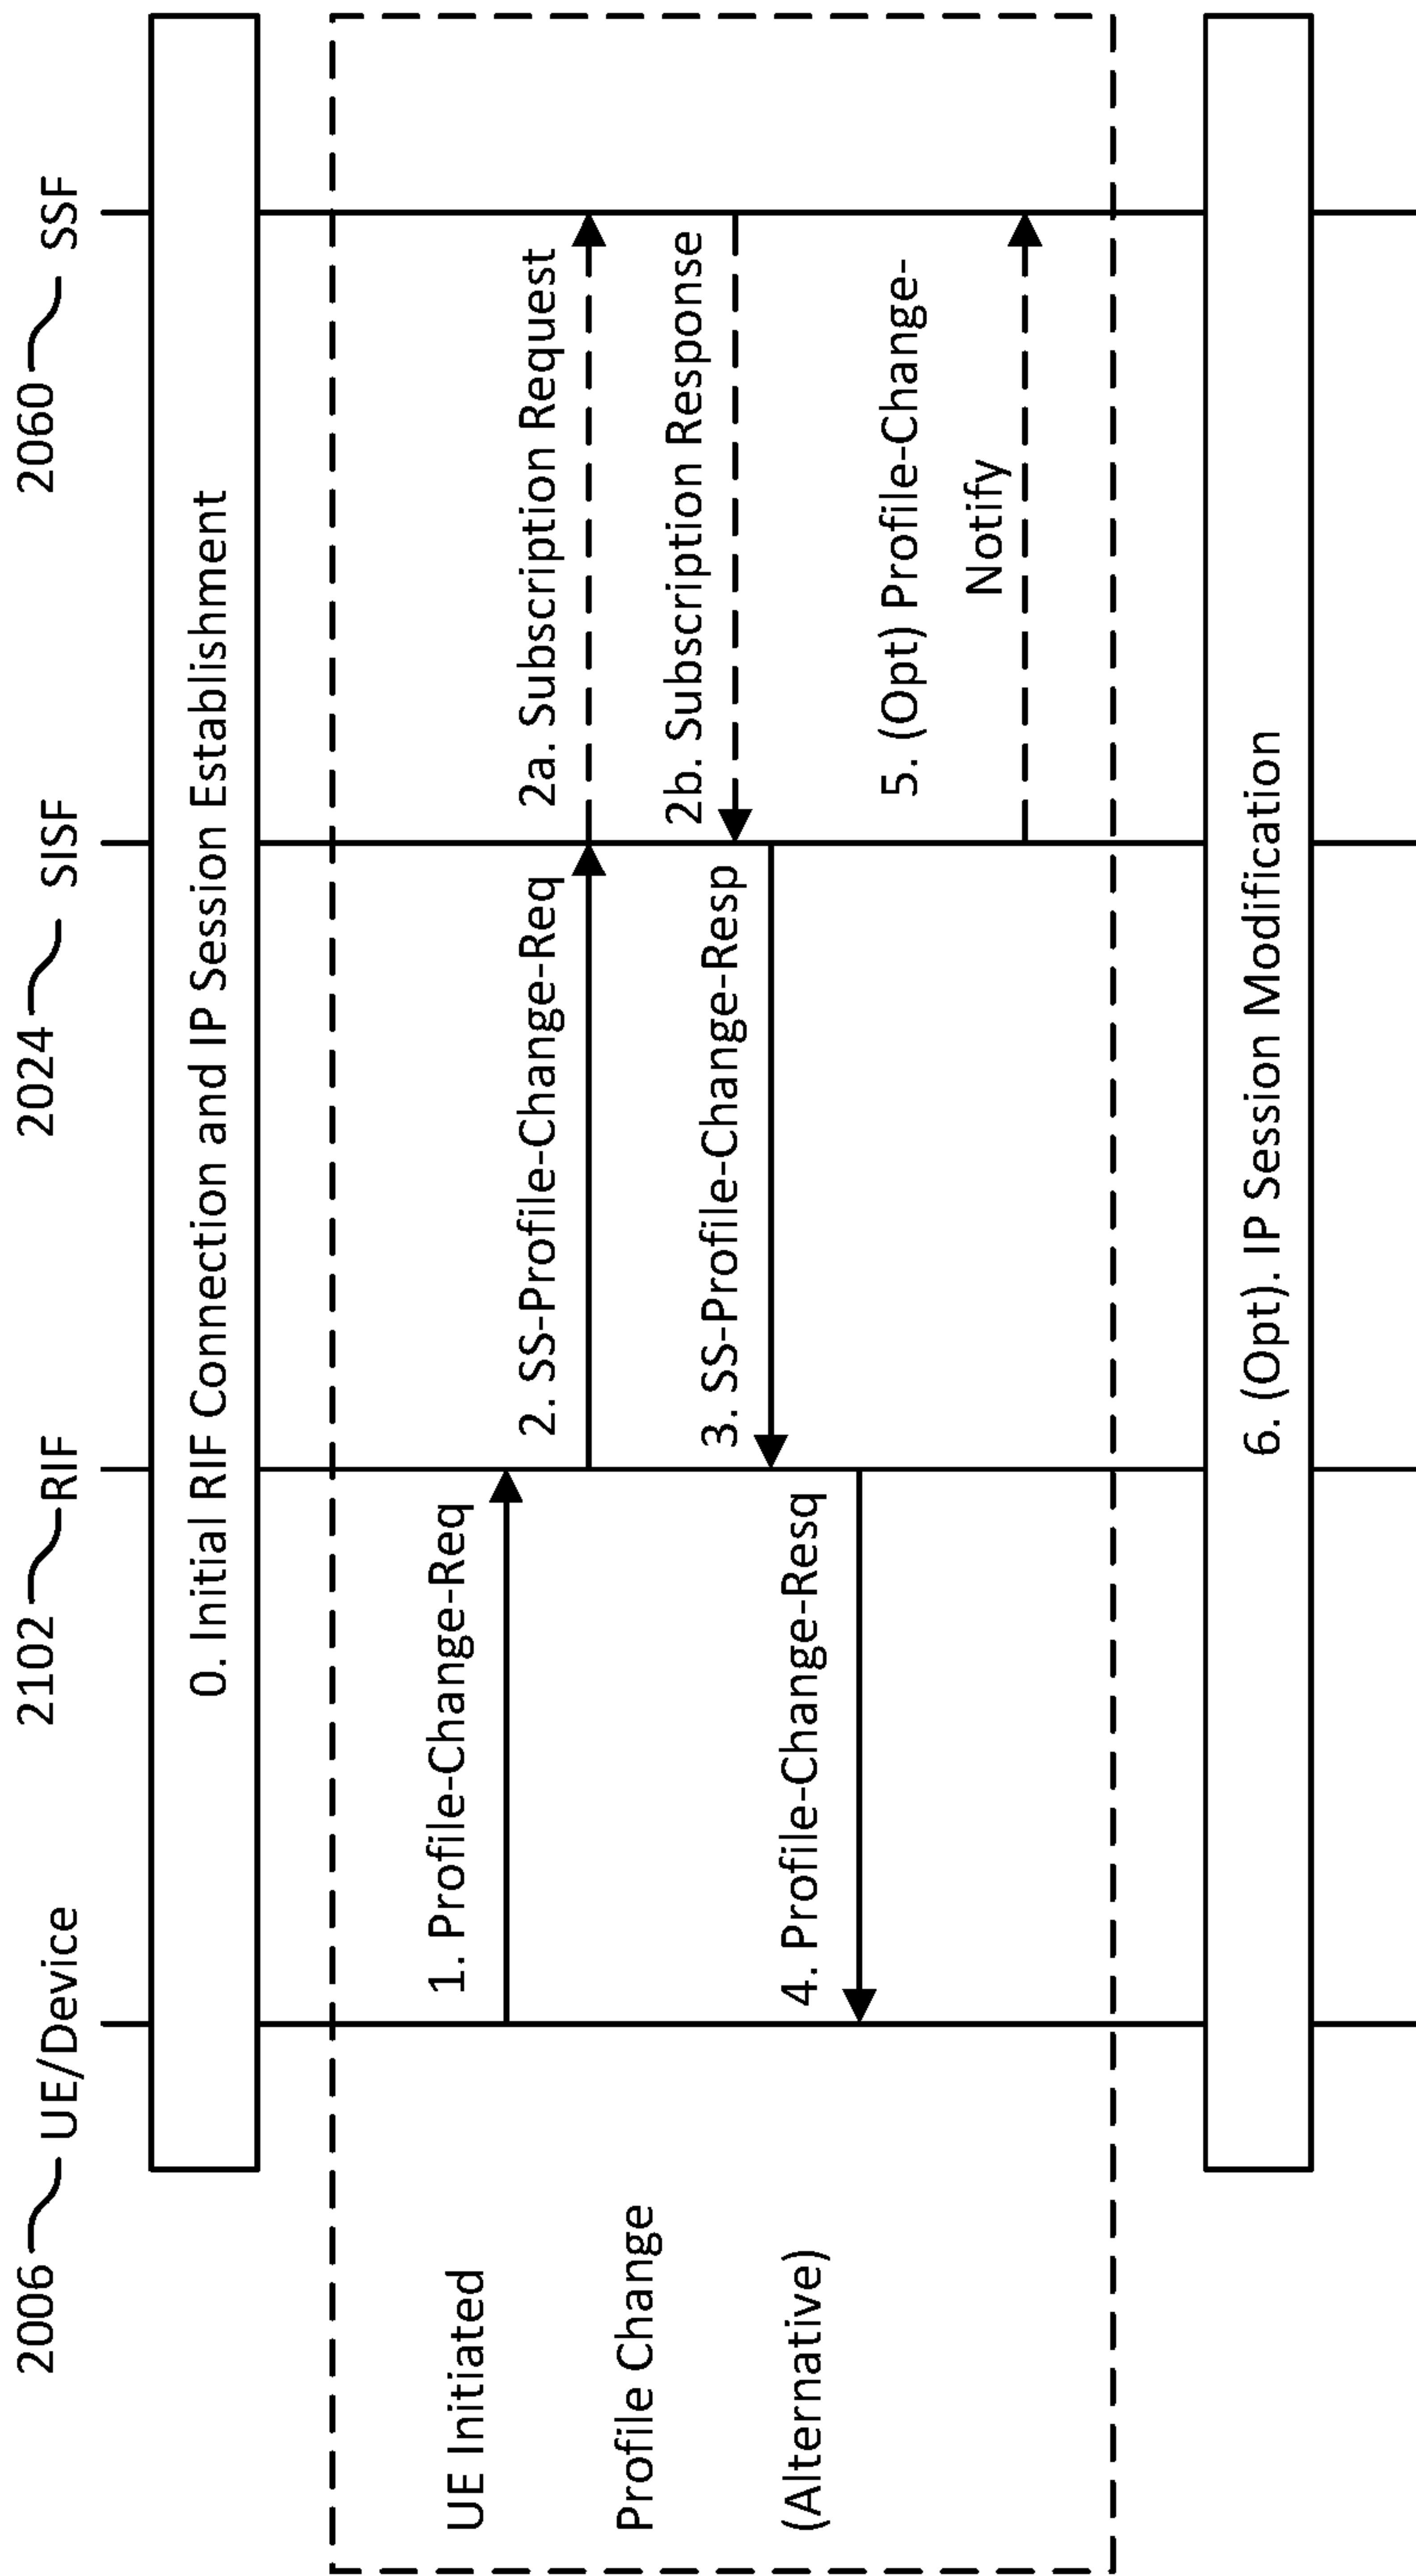 2006 UE/Device
2102 RIF
2024 SISF
2060 SSF
0. Initial RIF Connection and IP Session Establishment
UE Initiated
Profile Change
(Alternative)
1. Profile-Change-Req
2. SS-Profile-Change-Req
2a. Subscription Request
2b. Subscription Response
3. SS-Profile-Change-Resp
4. Profile-Change-Resq
5. (Opt) Profile-Change-
Notify
6. (Opt). IP Session Modification